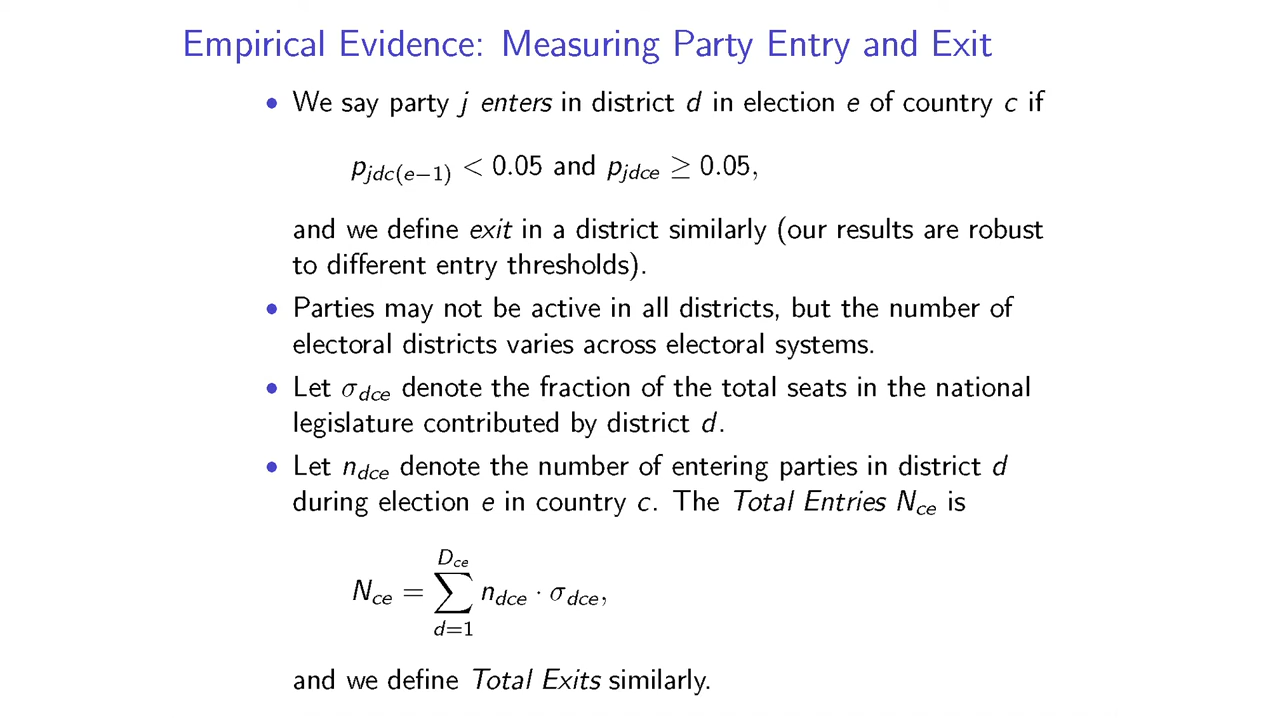 Empirical Evidence: Measuring Party Entry and Exit
• We say party j enters in district d in election e of country c if
p_{jdc(e−1)} < 0.05 and p_{jdce} ≥ 0.05,
and we define exit in a district similarly (our results are robust
to different entry thresholds).
• Parties may not be active in all districts, but the number of
electoral districts varies across electoral systems.
• Let σ_{dce} denote the fraction of the total seats in the national
legislature contributed by district d.
• Let n_{dce} denote the number of entering parties in district d
during election e in country c. The Total Entries N_{ce} is
N_{ce} = ∑_{d=1}^{D_{ce}} n_{dce} · σ_{dce},
and we define Total Exits similarly.